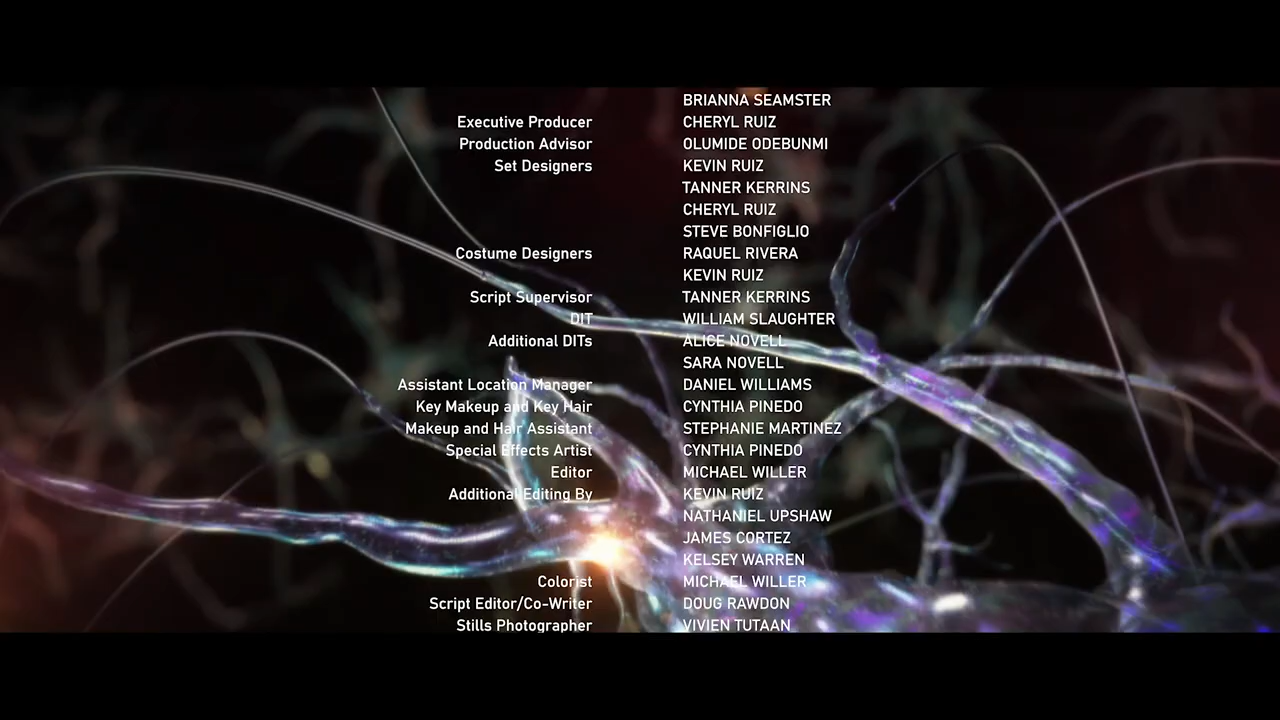 BRIANNA SEAMSTER
Executive Producer CHERYL RUIZ
Production Advisor OLUMIDE ODEBUNMI
Set Designers KEVIN RUIZ
TANNER KERRINS
CHERYL RUIZ
STEVE BONFIGLIO
Costume Designers RAQUEL RIVERA
KEVIN RUIZ
Script Supervisor TANNER KERRINS
DIT WILLIAM SLAUGHTER
Additional DITs ALICE NOVELL
SARA NOVELL
Assistant Location Manager DANIEL WILLIAMS
Key Makeup and Key Hair CYNTHIA PINEDO
Makeup and Hair Assistant STEPHANIE MARTINEZ
Special Effects Artist CYNTHIA PINEDO
Editor MICHAEL WILLER
Additional Editing By KEVIN RUIZ
NATHANIEL UPSHAW
JAMES CORTEZ
KELSEY WARREN
Colorist MICHAEL WILLER
Script Editor/Co-Writer DOUG RAWDON
Stills Photographer VIVIEN TUTAAN